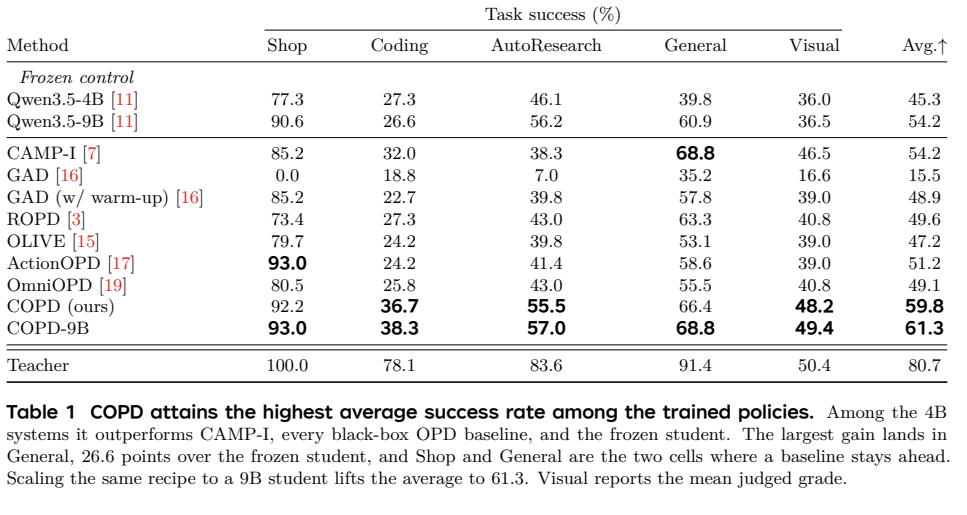 Task success (%)
Method Shop Coding AutoResearch General Visual Avg.↑
Frozen control
Qwen3.5-4B [11] 77.3 27.3 46.1 39.8 36.0 45.3
Qwen3.5-9B [11] 90.6 26.6 56.2 60.9 36.5 54.2
CAMP-I [7] 85.2 32.0 38.3 68.8 46.5 54.2
GAD [16] 0.0 18.8 7.0 35.2 16.6 15.5
GAD (w/ warm-up) [16] 85.2 22.7 39.8 57.8 39.0 48.9
ROPD [3] 73.4 27.3 43.0 63.3 40.8 49.6
OLIVE [15] 79.7 24.2 39.8 53.1 39.0 47.2
ActionOPD [17] 93.0 24.2 41.4 58.6 39.0 51.2
OmniOPD [19] 80.5 25.8 43.0 55.5 40.8 49.1
COPD (ours) 92.2 36.7 55.5 66.4 48.2 59.8
COPD-9B 93.0 38.3 57.0 68.8 49.4 61.3
Teacher 100.0 78.1 83.6 91.4 50.4 80.7
Table 1 COPD attains the highest average success rate among the trained policies. Among the 4B
systems it outperforms CAMP-I, every black-box OPD baseline, and the frozen student. The largest gain lands in
General, 26.6 points over the frozen student, and Shop and General are the two cells where a baseline stays ahead.
Scaling the same recipe to a 9B student lifts the average to 61.3. Visual reports the mean judged grade.